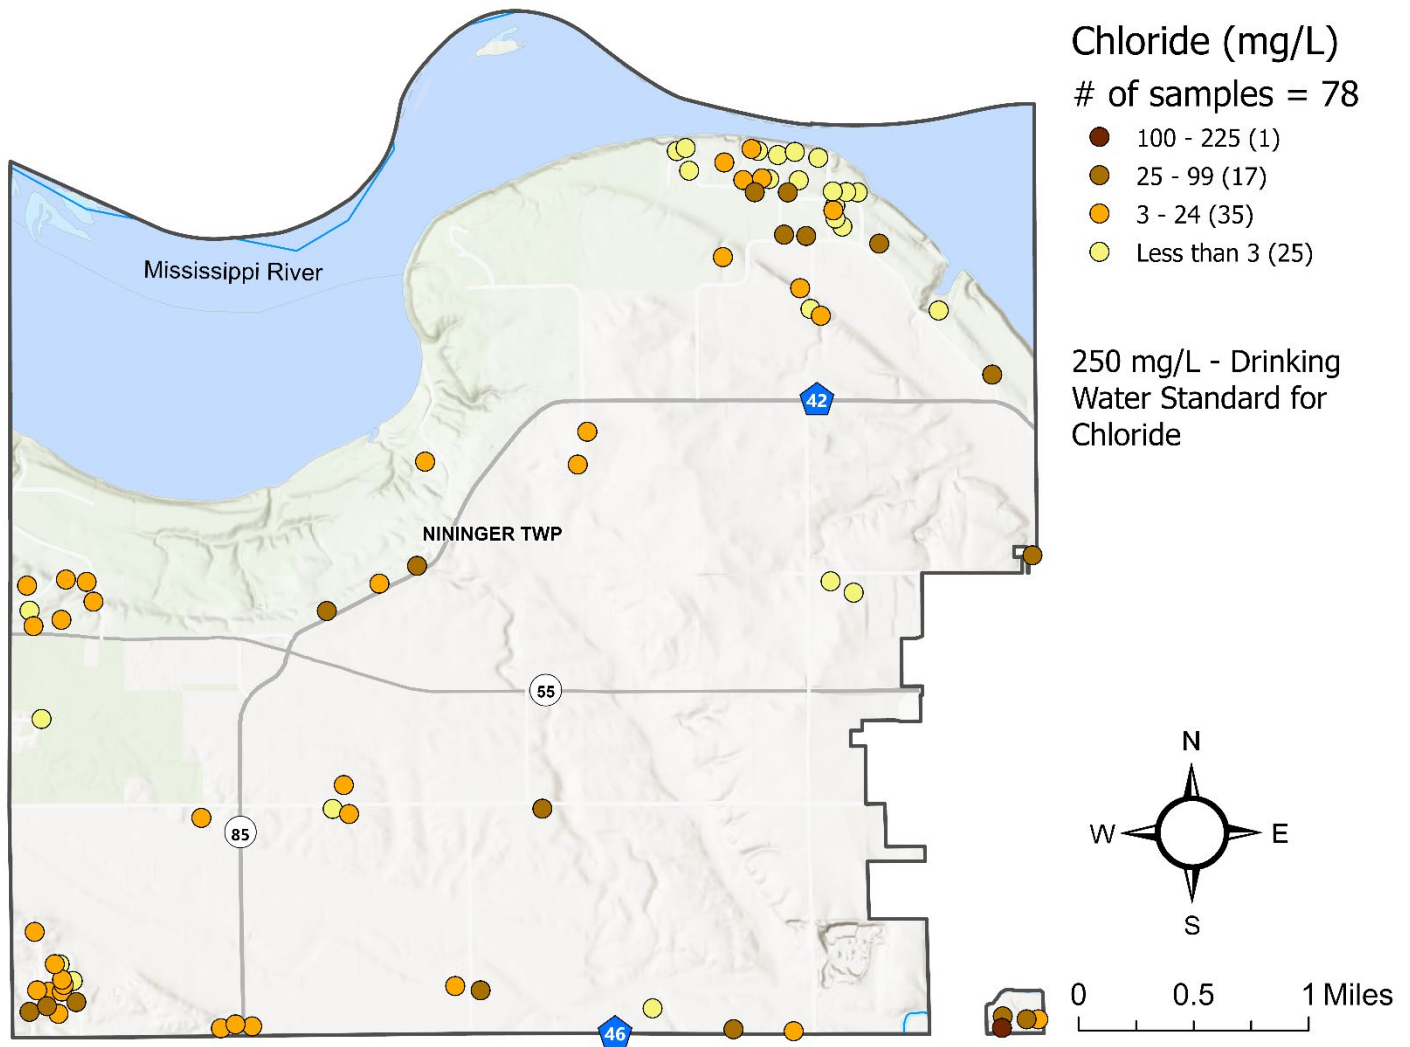 Chloride (mg/L)
# of samples = 78
100 - 225 (1)
25 - 99 (17)
3 - 24 (35)
Less than 3 (25)
250 mg/L - Drinking
Water Standard for
Chloride
Mississippi River
42
NININGER TWP
55
85
46
N
W
E
S
0
0.5
1 Miles